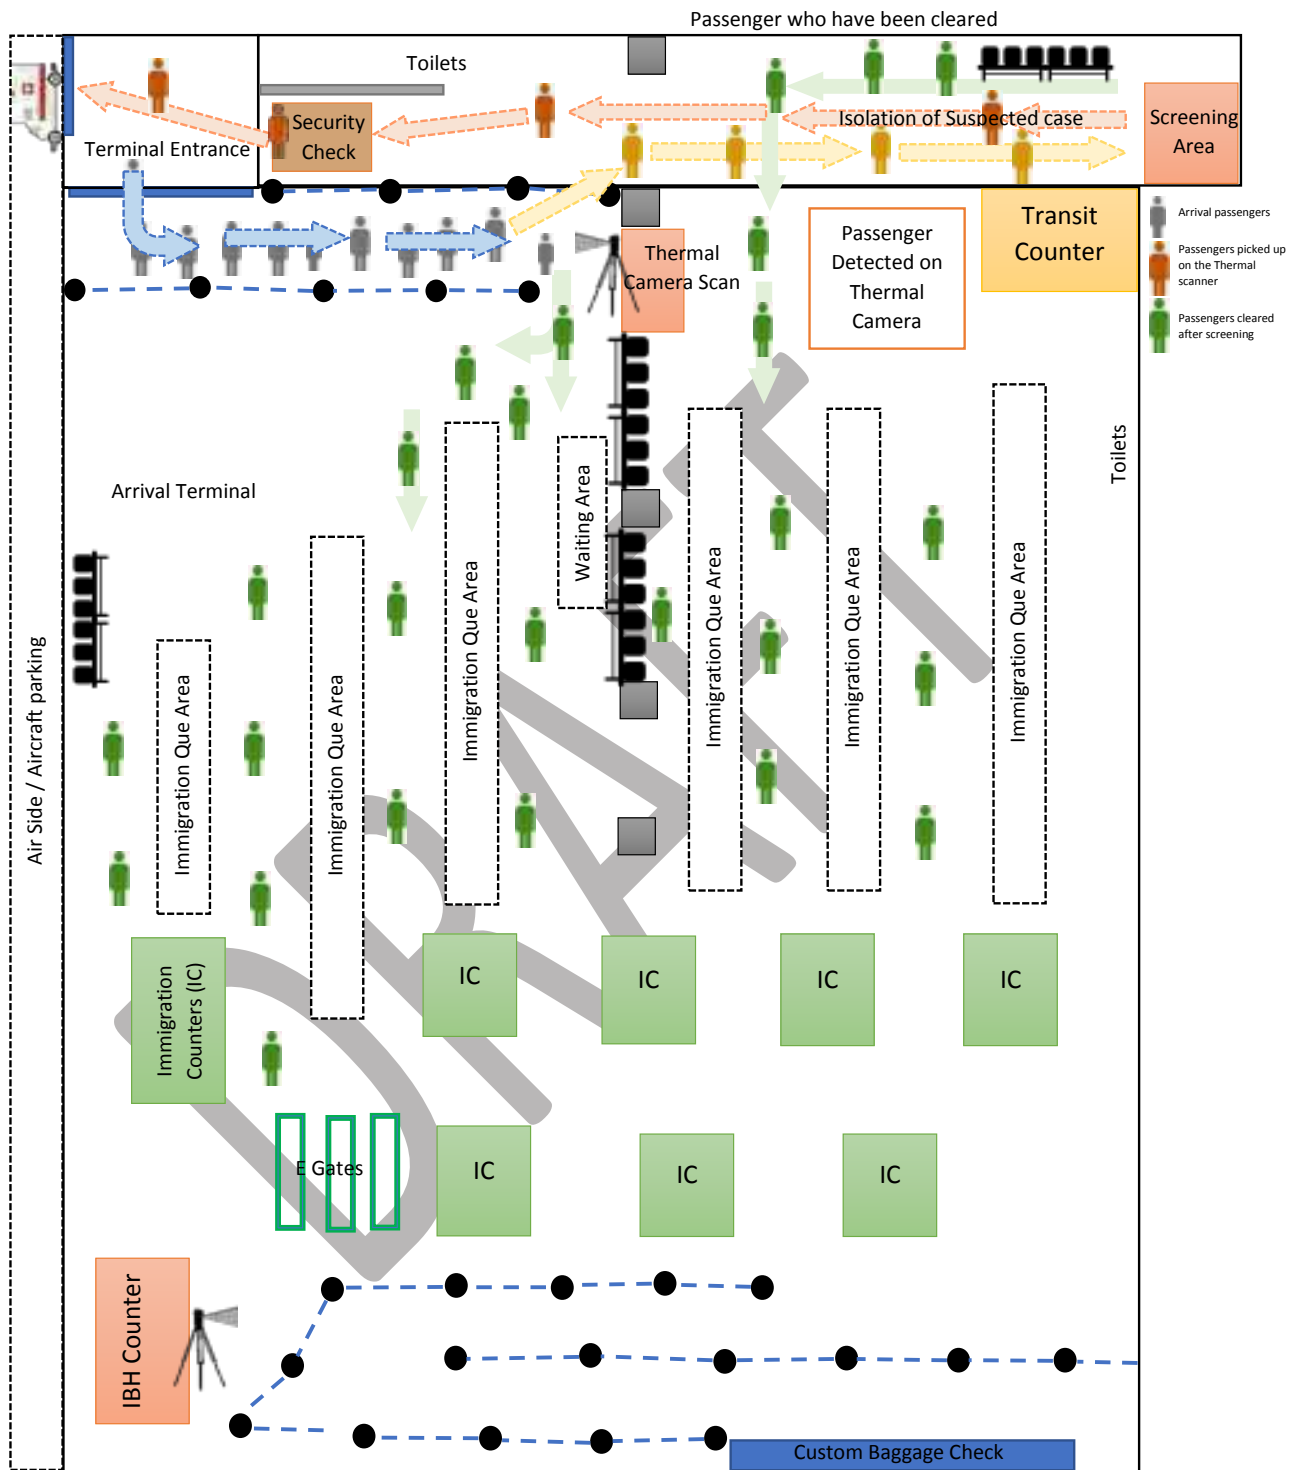 Passenger who have been cleared
Toilets
Security
Check
Isolation of Suspected case
Screening
Area
Terminal Entrance
Thermal
Camera Scan
Passenger
Detected on
Thermal
Camera
Transit
Counter
Arrival passengers
Passengers picked up
on the Thermal
scanner
Passengers cleared
after screening
Toilets
Arrival Terminal
Waiting Area
Air Side / Aircraft parking
Immigration Que Area
Immigration Que Area
Immigration Que Area
Immigration Que Area
Immigration Que Area
Immigration Que Area
DRAFT
Immigration
Counters (IC)
IC
IC
IC
IC
E Gates
IC
IC
IC
IBH Counter
Custom Baggage Check